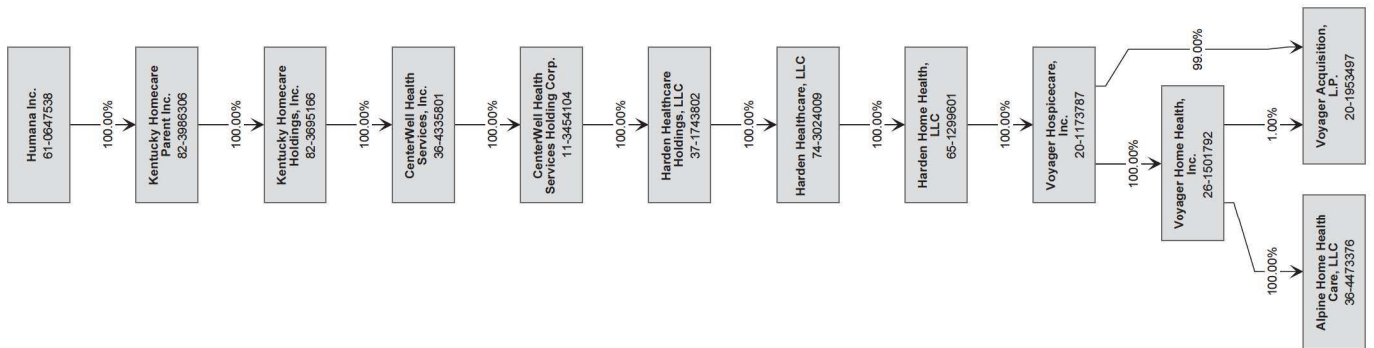 Humana Inc.
61-0647538
100.00%
Kentucky Homecare
Parent Inc.
82-3986306
100.00%
Kentucky Homecare
Holdings, Inc.
82-3695166
100.00%
CenterWell Health
Services, Inc.
36-4335801
100.00%
CenterWell Health
Services Holding Corp.
11-3454104
100.00%
Harden Healthcare
Holdings, LLC
37-1743802
100.00%
Harden Healthcare, LLC
74-3024009
100.00%
Harden Home Health,
LLC
65-1299601
100.00%
Voyager Hospicecare,
Inc.
20-1173787
100.00%
99.00%
Voyager Home Health,
Inc.
26-1501792
100.00%
1.00%
Alpine Home Health
Care, LLC
36-4473376
Voyager Acquisition,
L.P.
20-1953497